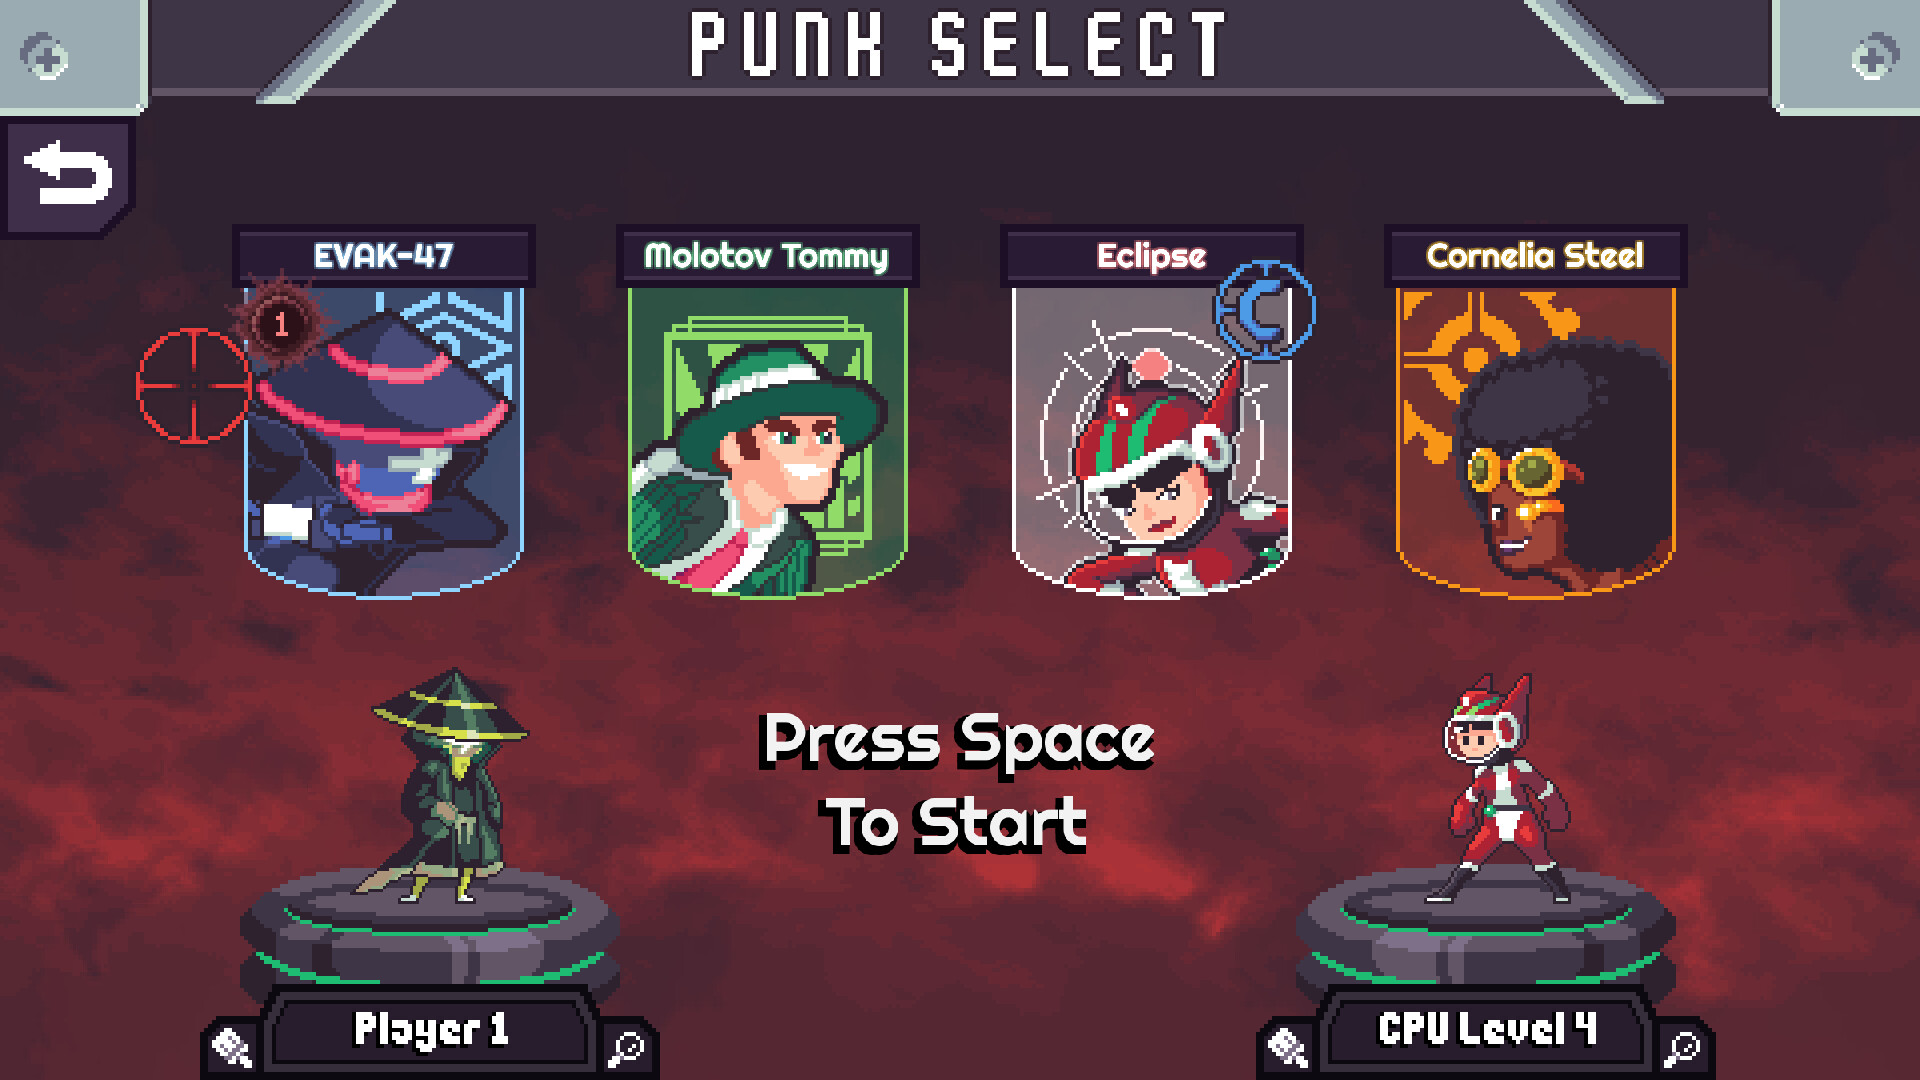 PUNK SELECT
EVAK-47
Molotov Tommy
Eclipse
Cornelia Steel
1
C
Press Space
To Start
Player 1
CPU Level 4